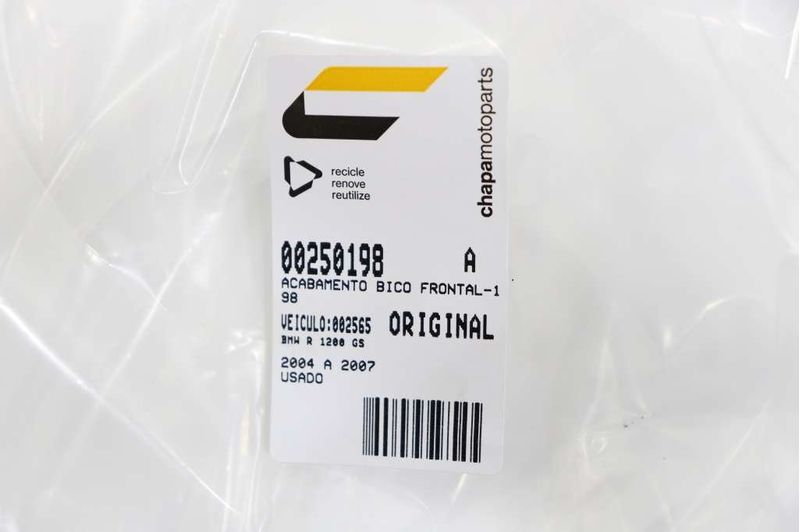 chapamotoparts
recicle
renove
reutilize
00250198 A
ACABAMENTO BICO FRONTAL-1
98
VEICULO:002565 ORIGINAL
BMW R 1200 GS
2004 A 2007
USADO